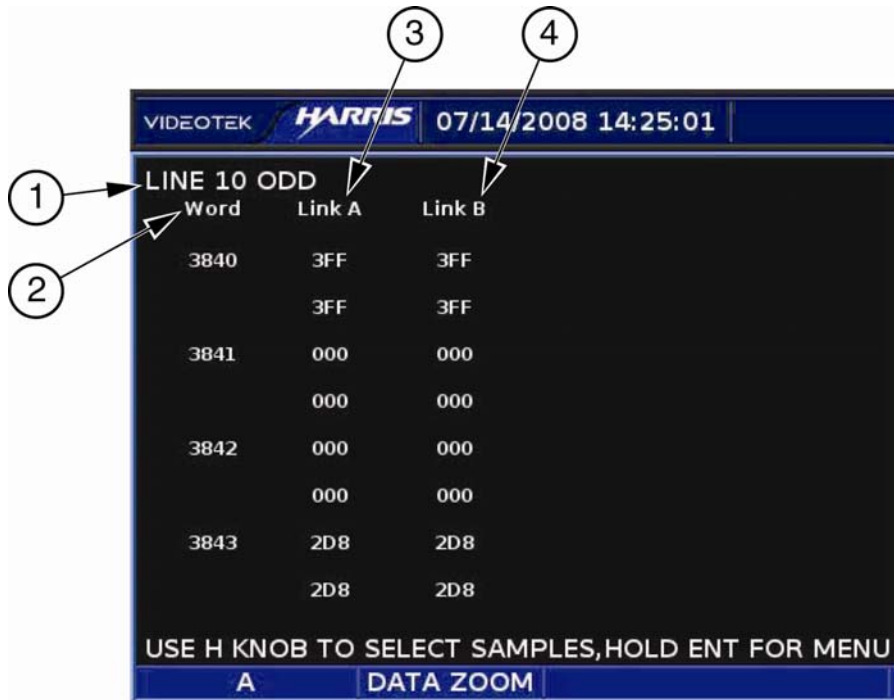 3 4
VIDEOTEK HARRIS 07/14/2008 14:25:01
1 LINE 10 ODD
Word Link A Link B
2 3840 3FF 3FF
3FF 3FF
3841 000 000
000 000
3842 000 000
000 000
3843 2D8 2D8
2D8 2D8
USE H KNOB TO SELECT SAMPLES,HOLD ENT FOR MENU
A DATA ZOOM